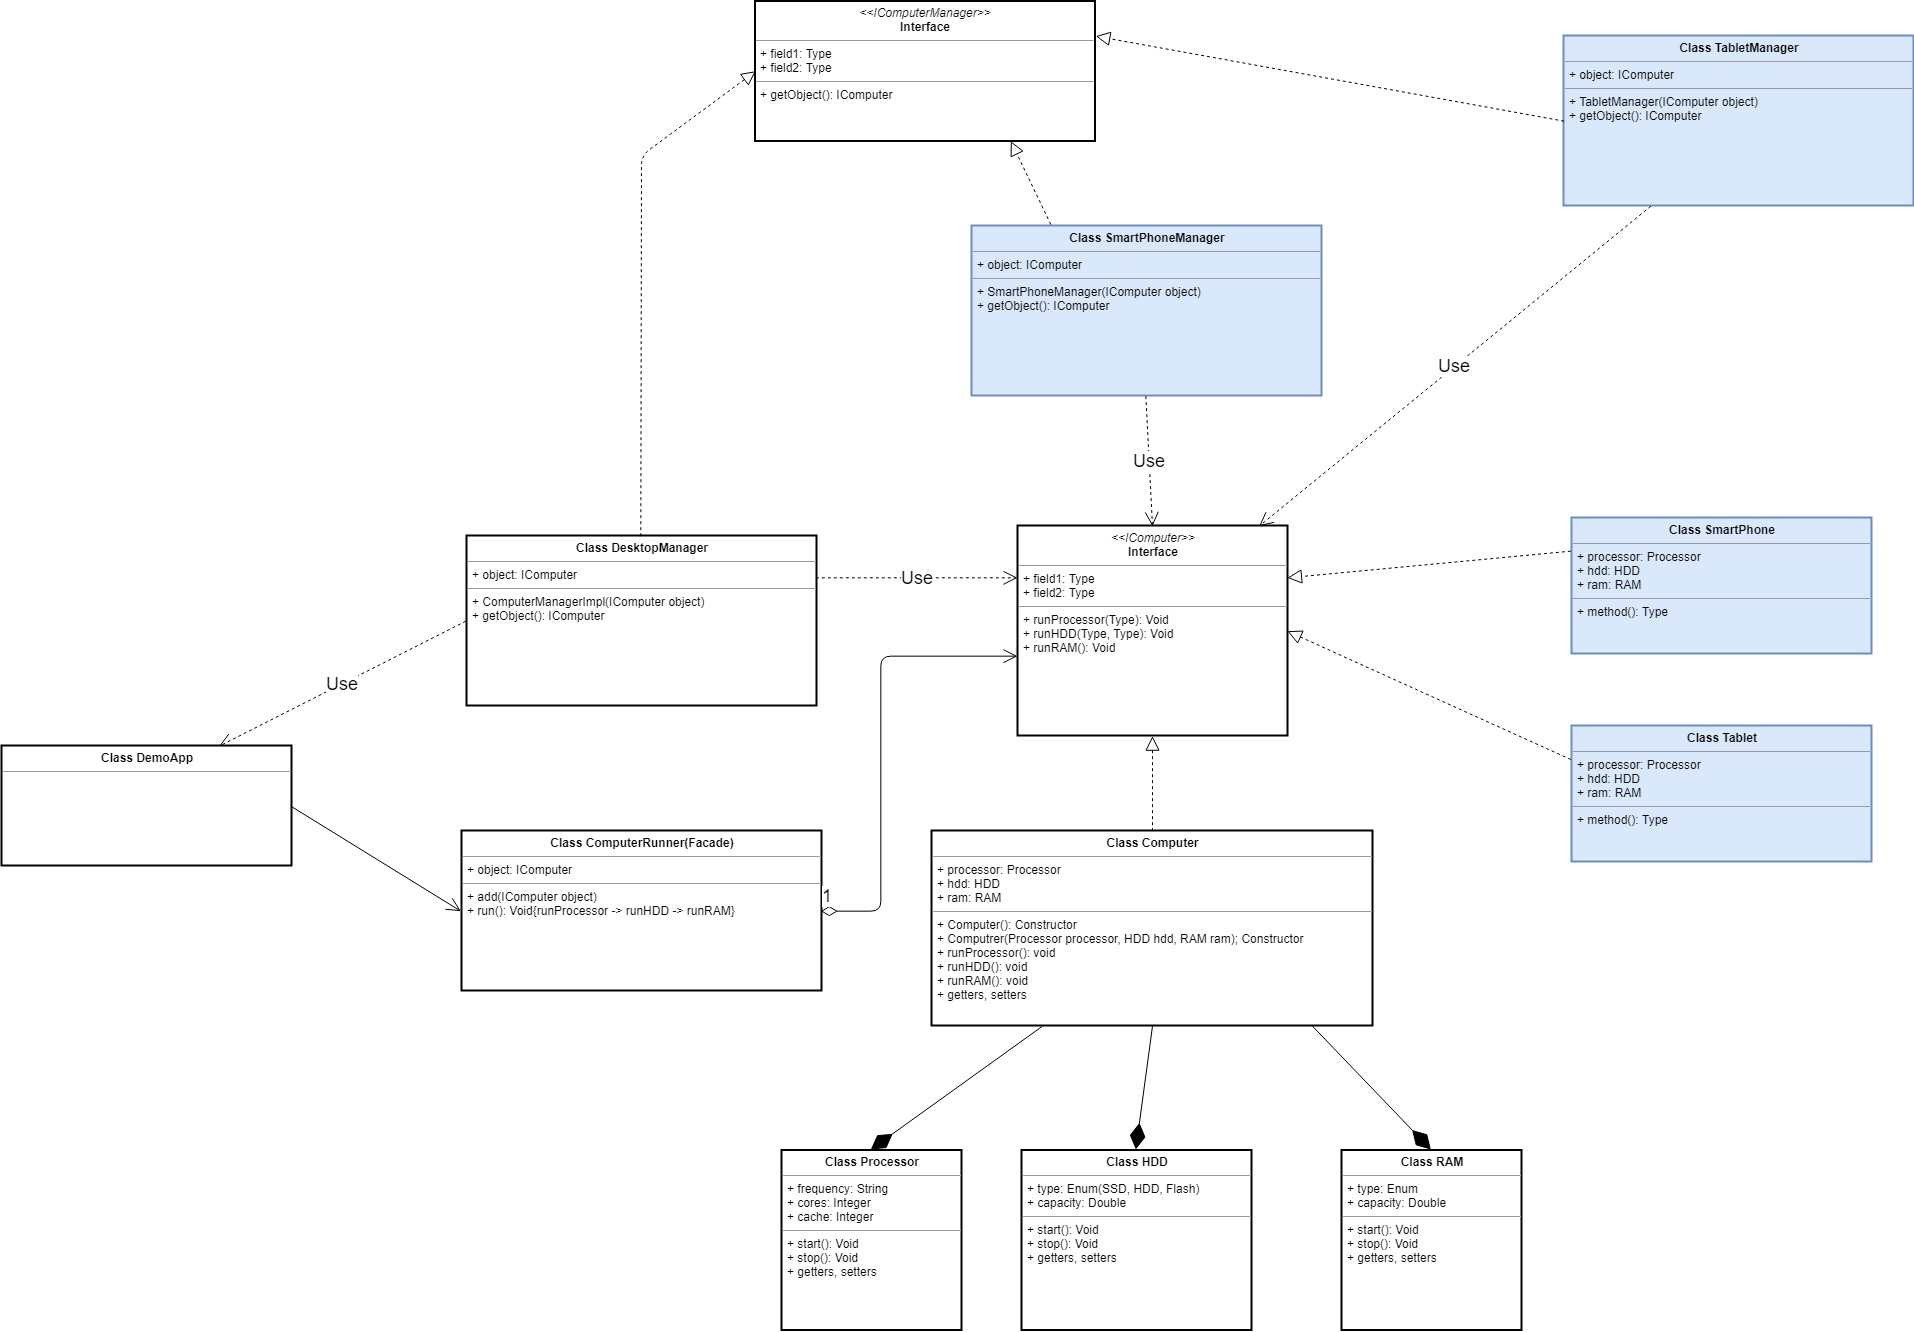 <<IComputerManager>>
Interface
+ field1: Type
+ field2: Type
+ getObject(): IComputer
Class TabletManager
+ object: IComputer
+ TabletManager(IComputer object)
+ getObject(): IComputer
Class SmartPhoneManager
+ object: IComputer
+ SmartPhoneManager(IComputer object)
+ getObject(): IComputer
Use
Use
Class DesktopManager
+ object: IComputer
+ ComputerManagerImpl(IComputer object)
+ getObject(): IComputer
Use
<<IComputer>>
Interface
+ field1: Type
+ field2: Type
+ runProcessor(Type): Void
+ runHDD(Type, Type): Void
+ runRAM(): Void
Class SmartPhone
+ processor: Processor
+ hdd: HDD
+ ram: RAM
+ method(): Type
Use
Class Tablet
+ processor: Processor
+ hdd: HDD
+ ram: RAM
+ method(): Type
Class DemoApp
Class ComputerRunner(Facade)
+ object: IComputer
+ add(IComputer object)
+ run(): Void{runProcessor -> runHDD -> runRAM}
1
Class Computer
+ processor: Processor
+ hdd: HDD
+ ram: RAM
+ Computer(): Constructor
+ Computrer(Processor processor, HDD hdd, RAM ram); Constructor
+ runProcessor(): void
+ runHDD(): void
+ runRAM(): void
+ getters, setters
Class Processor
+ frequency: String
+ cores: Integer
+ cache: Integer
+ start(): Void
+ stop(): Void
+ getters, setters
Class HDD
+ type: Enum(SSD, HDD, Flash)
+ capacity: Double
+ start(): Void
+ stop(): Void
+ getters, setters
Class RAM
+ type: Enum
+ capacity: Double
+ start(): Void
+ stop(): Void
+ getters, setters